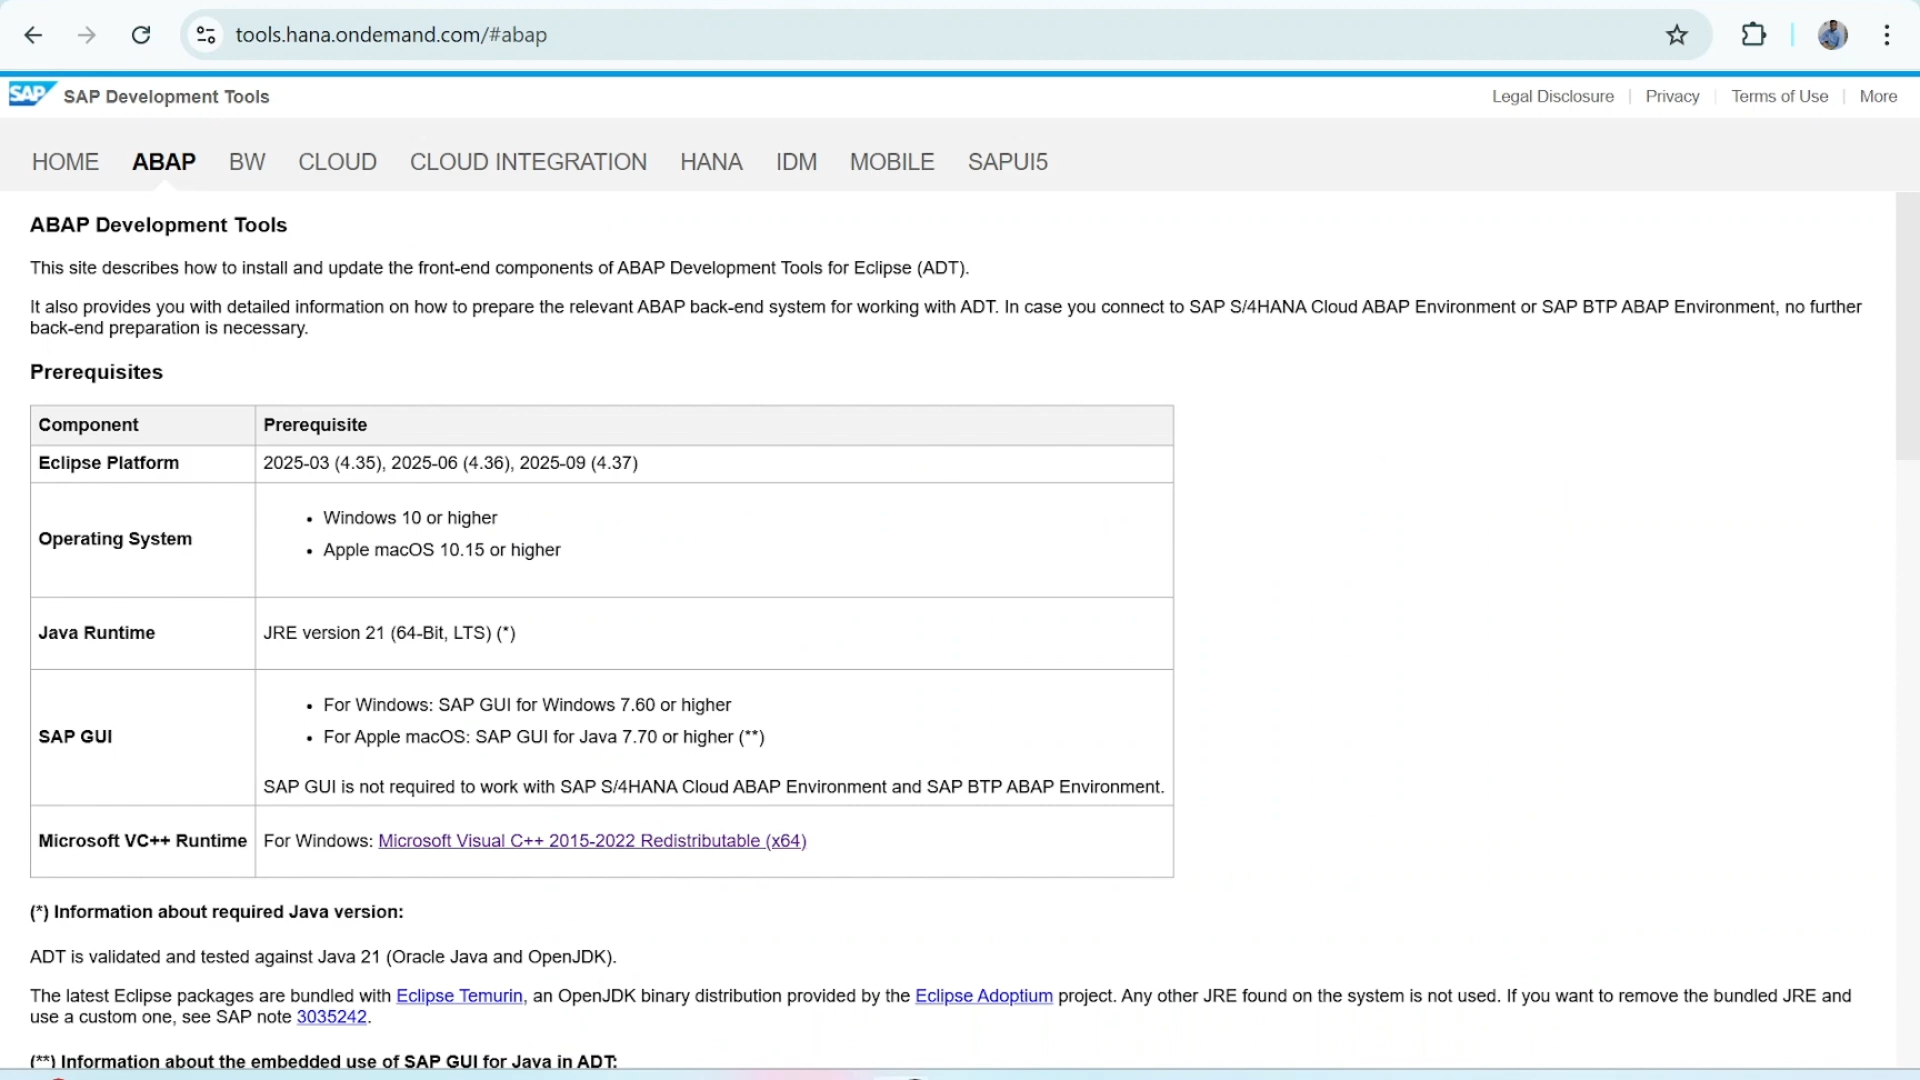 tools.hana.ondemand.com/#abap
SAP SAP Development Tools
Legal Disclosure | Privacy | Terms of Use | More
HOME ABAP BW CLOUD CLOUD INTEGRATION HANA IDM MOBILE SAPUI5
ABAP Development Tools
This site describes how to install and update the front-end components of ABAP Development Tools for Eclipse (ADT).
It also provides you with detailed information on how to prepare the relevant ABAP back-end system for working with ADT. In case you connect to SAP S/4HANA Cloud ABAP Environment or SAP BTP ABAP Environment, no further
back-end preparation is necessary.
Prerequisites
Component Prerequisite
Eclipse Platform 2025-03 (4.35), 2025-06 (4.36), 2025-09 (4.37)
Operating System
• Windows 10 or higher
• Apple macOS 10.15 or higher
Java Runtime JRE version 21 (64-Bit, LTS) (*)
SAP GUI
• For Windows: SAP GUI for Windows 7.60 or higher
• For Apple macOS: SAP GUI for Java 7.70 or higher (**)
SAP GUI is not required to work with SAP S/4HANA Cloud ABAP Environment and SAP BTP ABAP Environment.
Microsoft VC++ Runtime For Windows: Microsoft Visual C++ 2015-2022 Redistributable (x64)
(*) Information about required Java version:
ADT is validated and tested against Java 21 (Oracle Java and OpenJDK).
The latest Eclipse packages are bundled with Eclipse Temurin, an OpenJDK binary distribution provided by the Eclipse Adoptium project. Any other JRE found on the system is not used. If you want to remove the bundled JRE and
use a custom one, see SAP note 3035242.
(**) Information about the embedded use of SAP GUI for Java in ADT: